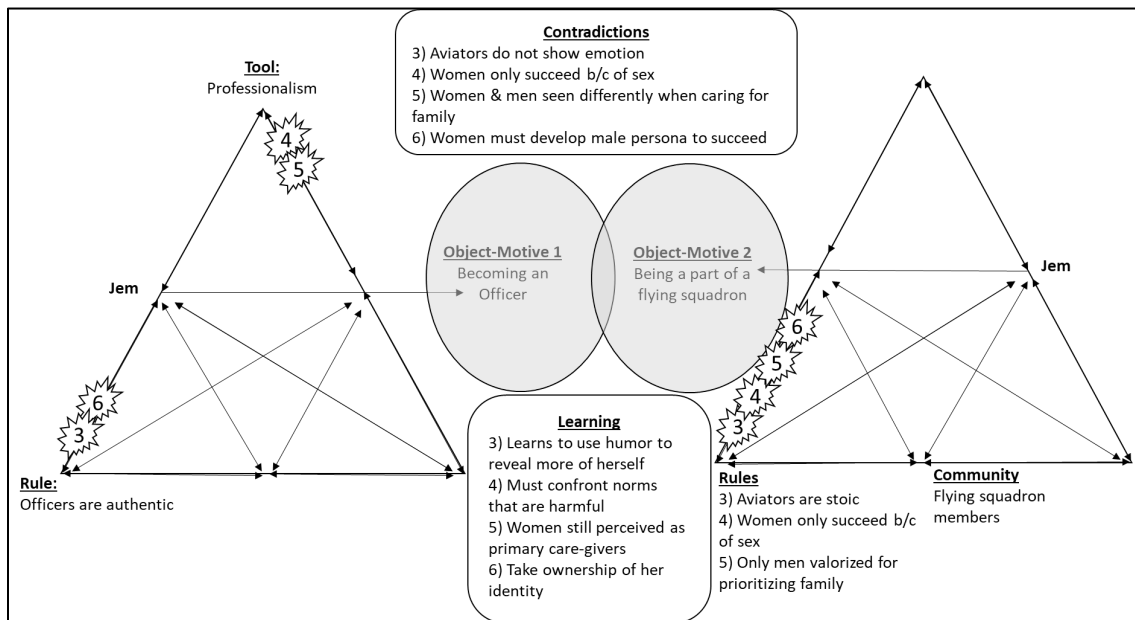 Contradictions
3) Aviators do not show emotion
4) Women only succeed b/c of sex
5) Women & men seen differently when caring for
family
6) Women must develop male persona to succeed
Tool:
Professionalism
4
5
Object-Motive 1
Becoming an
Officer
Object-Motive 2
Being a part of a
flying squadron
Jem
Jem
6
3
6
5
4
3
Learning
3) Learns to use humor to
reveal more of herself
4) Must confront norms
that are harmful
5) Women still perceived as
primary care-givers
6) Take ownership of her
identity
Rule:
Officers are authentic
Rules
3) Aviators are stoic
4) Women only succeed b/c
of sex
5) Only men valorized for
prioritizing family
Community
Flying squadron
members